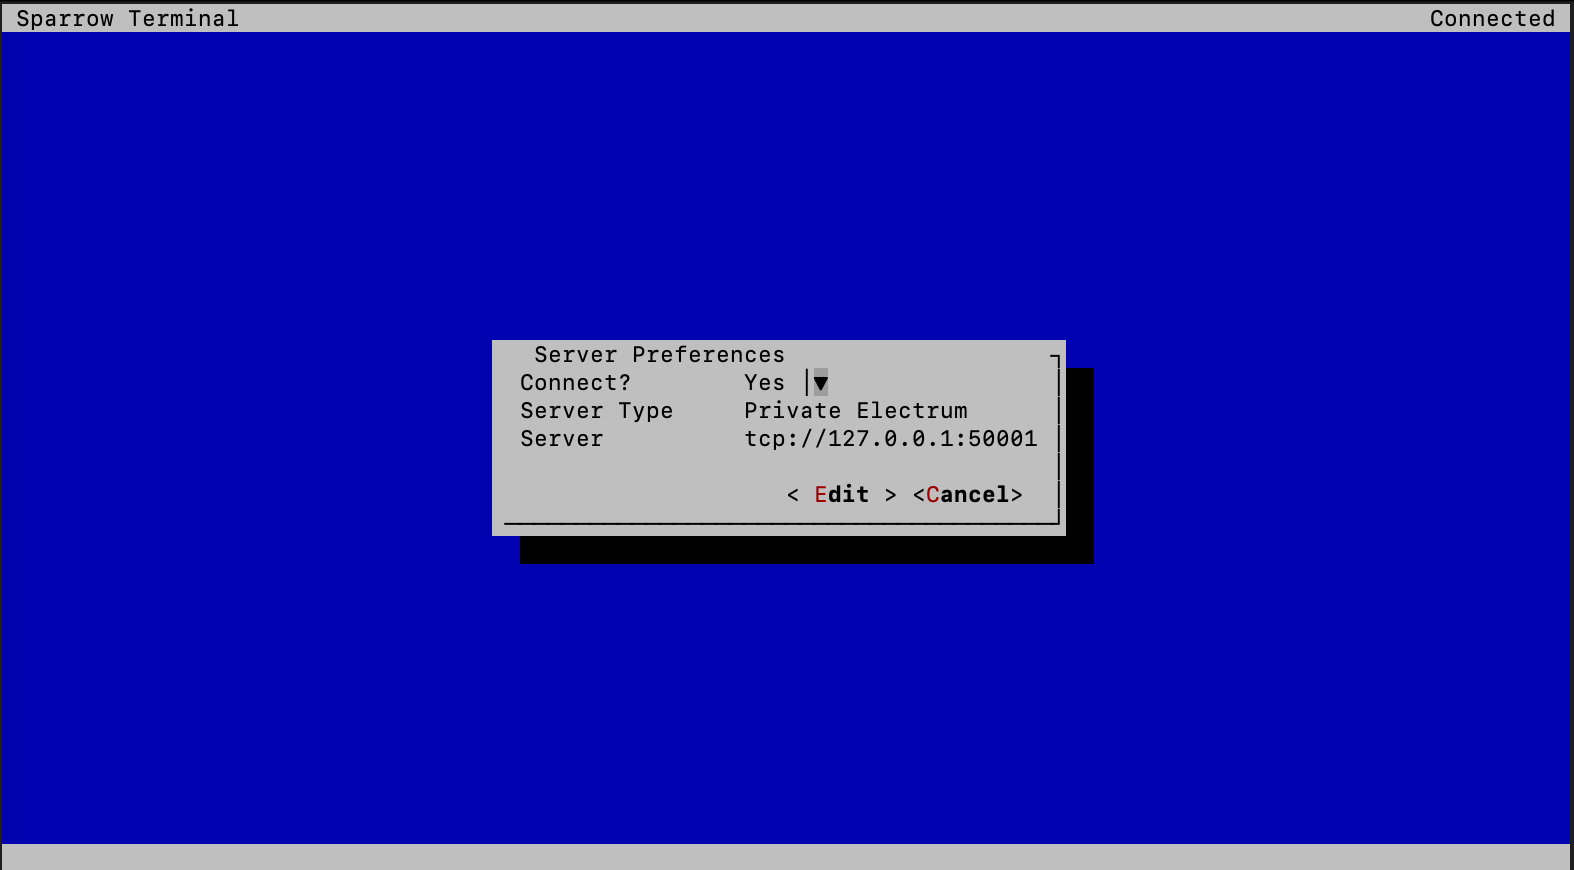 Sparrow Terminal Connected
Server Preferences
Connect? Yes
Server Type Private Electrum
Server tcp://127.0.0.1:50001
< Edit > <Cancel>